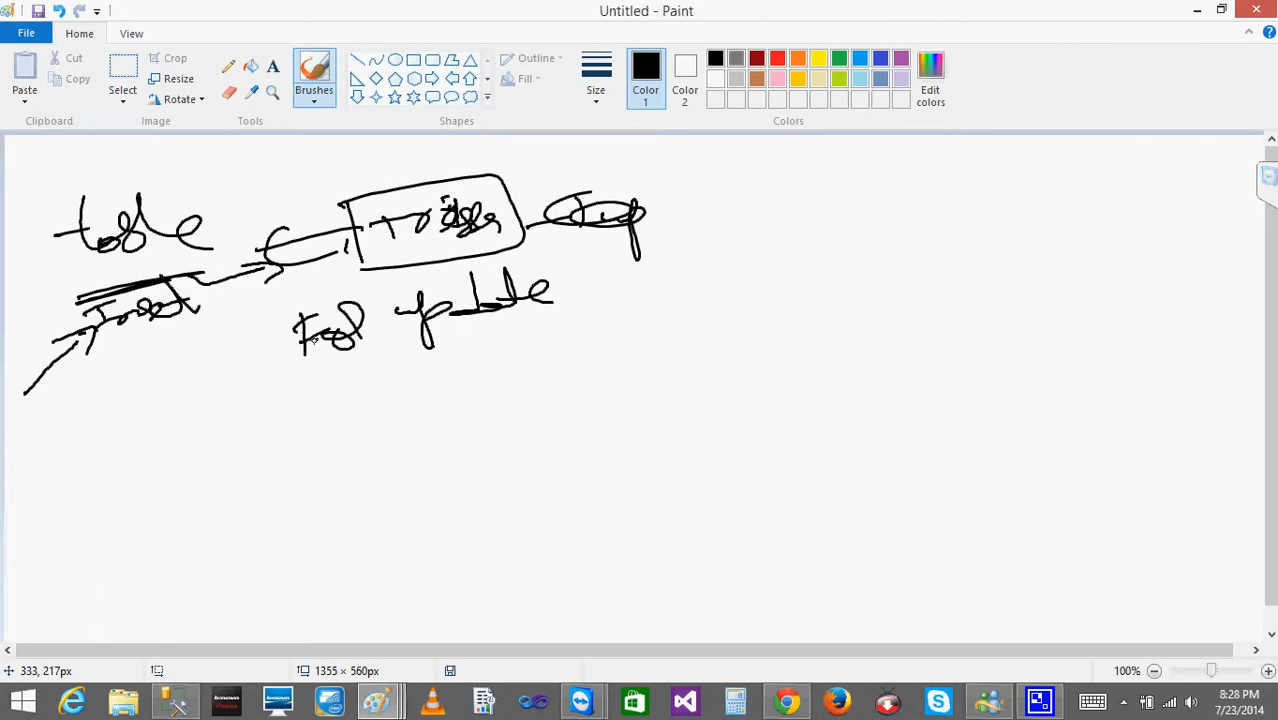 Untitled - Paint
File Home View
Paste
Cut
Copy
Clipboard
Select
Crop
Resize
Rotate
Image
Tools
Brushes
Shapes
Outline
Fill
Size
Color 1
Color 2
Edit colors
Colors
table
Insert
Trigger
update
333, 217px
1355 × 560px
100%
8:28 PM
7/23/2014